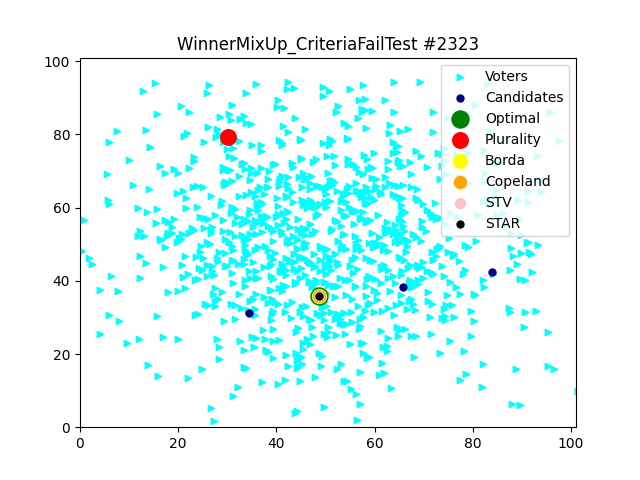 WinnerMixUp_CriteriaFailTest #2323
100
80
60
40
20
0
0 20 40 60 80 100
Voters
Candidates
Optimal
Plurality
Borda
Copeland
STV
STAR